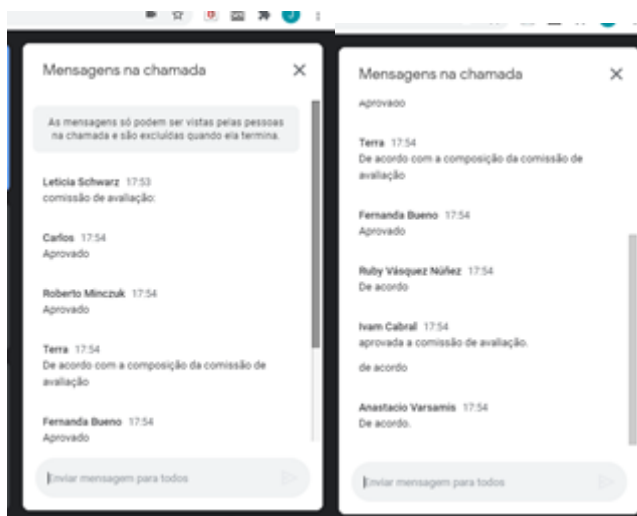 Mensagens na chamada
As mensagens só podem ser vistas pelas pessoas
na chamada e são excluídas quando ela termina.
Leticia Schwarz 17:53
comissão de avaliação:
Carlos 17:54
Aprovado
Roberto Minczuk 17:54
Aprovado
Terra 17:54
De acordo com a composição da comissão de
avaliação
Fernanda Bueno 17:54
Aprovado
Enviar mensagem para todos
Mensagens na chamada
Aprovado
Terra 17:54
De acordo com a composição da comissão de
avaliação
Fernanda Bueno 17:54
Aprovado
Ruby Vásquez Núñez 17:54
De acordo
Ivam Cabral 17:54
aprovada a comissão de avaliação.
de acordo
Anastacio Varsamis 17:54
De acordo.
Enviar mensagem para todos